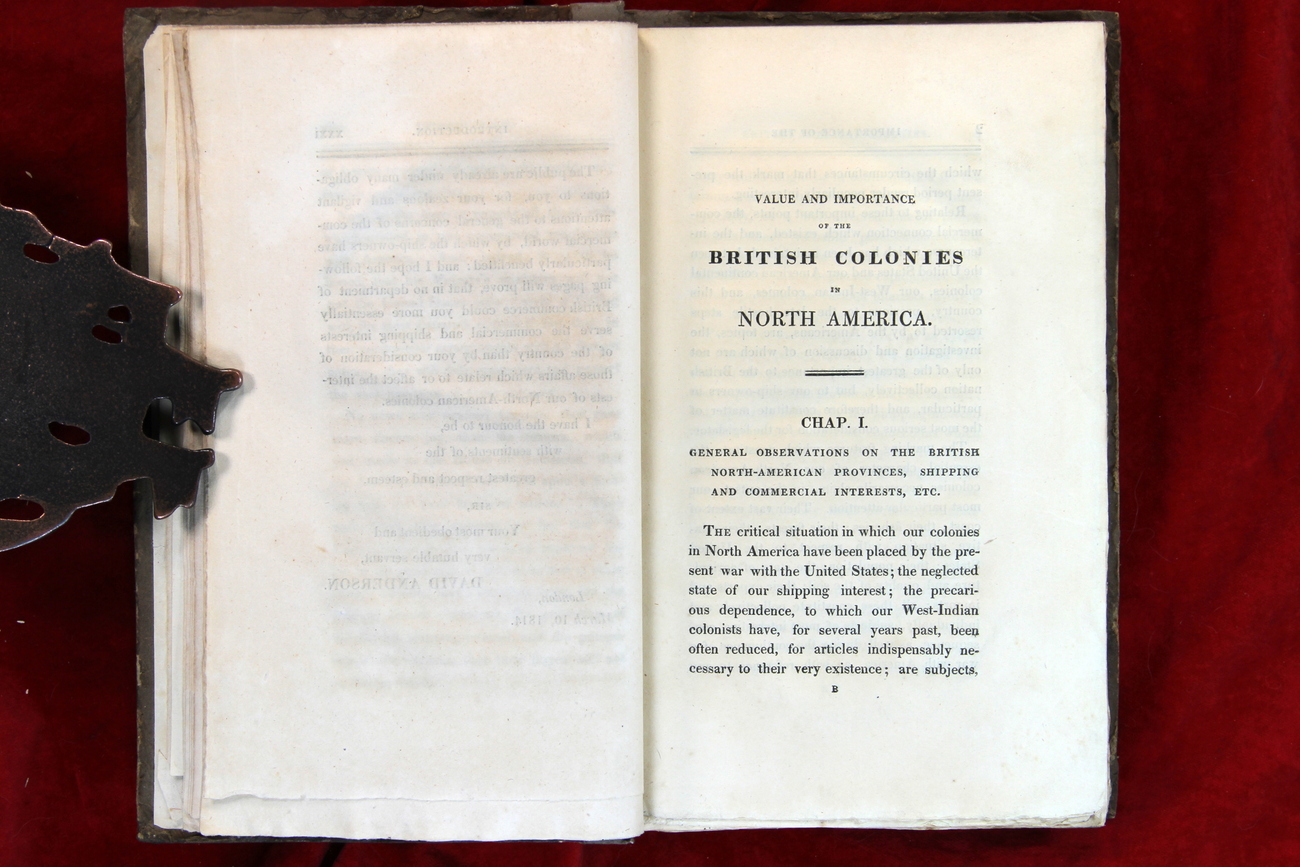 VALUE AND IMPORTANCE
OF THE
BRITISH COLONIES
IN
NORTH AMERICA.
CHAP. I.
GENERAL OBSERVATIONS ON THE BRITISH
NORTH-AMERICAN PROVINCES, SHIPPING
AND COMMERCIAL INTERESTS, ETC.
THE critical situation in which our colonies
in North America have been placed by the pre-
sent war with the United States; the neglected
state of our shipping interest; the precari-
ous dependence, to which our West-Indian
colonists have, for several years past, been
often reduced, for articles indispensably ne-
cessary to their very existence; are subjects,
B